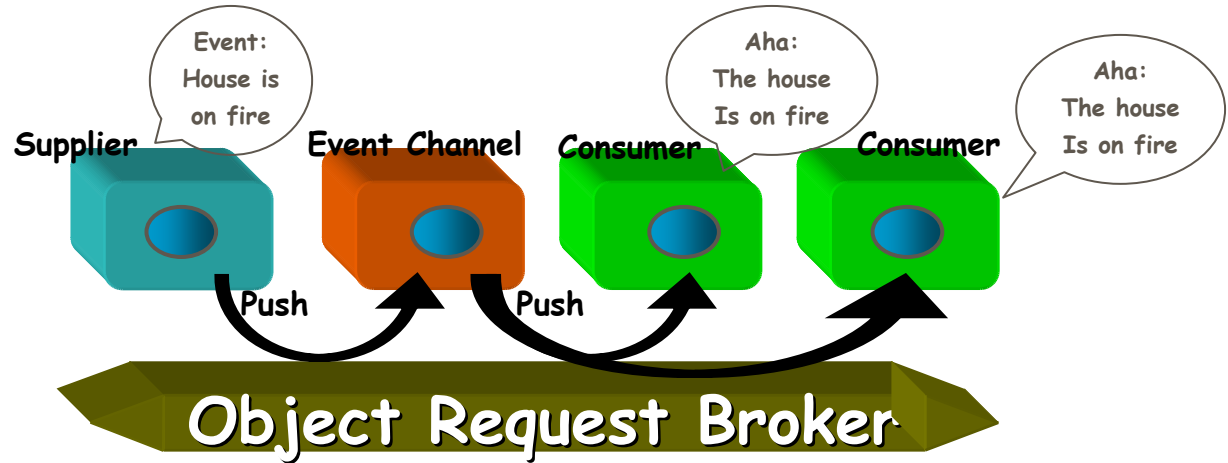 Event:
House is
on fire
Aha:
The house
Is on fire
Aha:
The house
Is on fire
Supplier
Event Channel
Consumer
Consumer
Push
Push
Object Request Broker